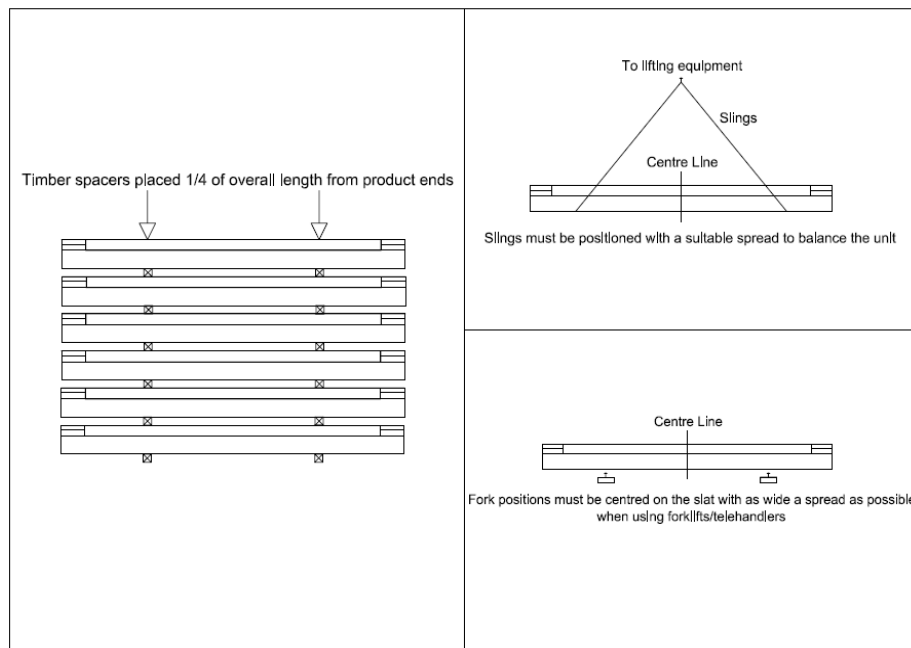 Timber spacers placed 1/4 of overall length from product ends
To lifting equipment
Slings
Centre Line
Slings must be positioned with a suitable spread to balance the unit
Centre Line
Fork positions must be centred on the slat with as wide a spread as possible
when using forklifts/telehandlers